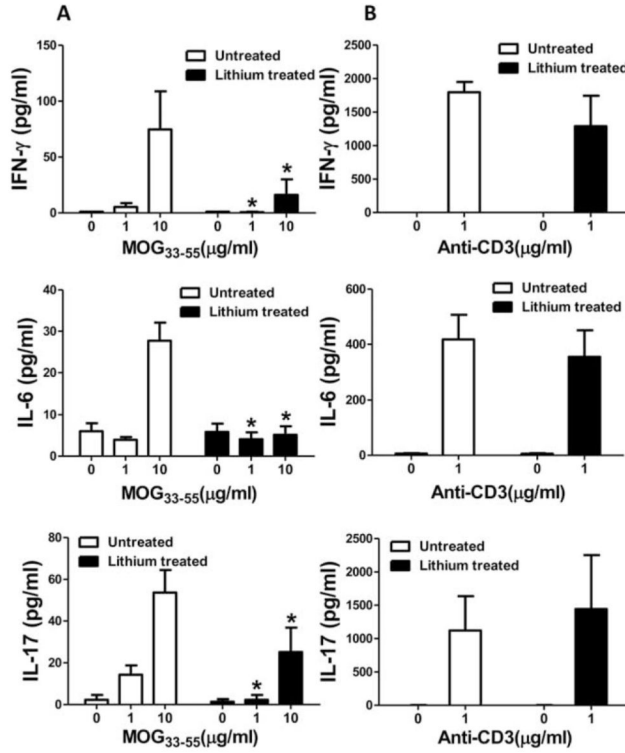 A
B
IFN-γ (pg/ml)
150
100
50
0
Untreated
Lithium treated
*
*
0 1 10 0 1 10
MOG33-55(μg/ml)
IFN-γ (pg/ml)
2500
2000
1500
1000
500
0
Untreated
Lithium treated
0 1 0 1
Anti-CD3(μg/ml)
IL-6 (pg/ml)
40
30
20
10
0
Untreated
Lithium treated
*
*
0 1 10 0 1 10
MOG33-55(μg/ml)
IL-6 (pg/ml)
600
400
200
0
Untreated
Lithium treated
0 1 0 1
Anti-CD3(μg/ml)
IL-17 (pg/ml)
80
60
40
20
0
Untreated
Lithium treated
*
*
0 1 10 0 1 10
MOG33-55(μg/ml)
IL-17 (pg/ml)
2500
2000
1500
1000
500
0
Untreated
Lithium treated
0 1 0 1
Anti-CD3(μg/ml)